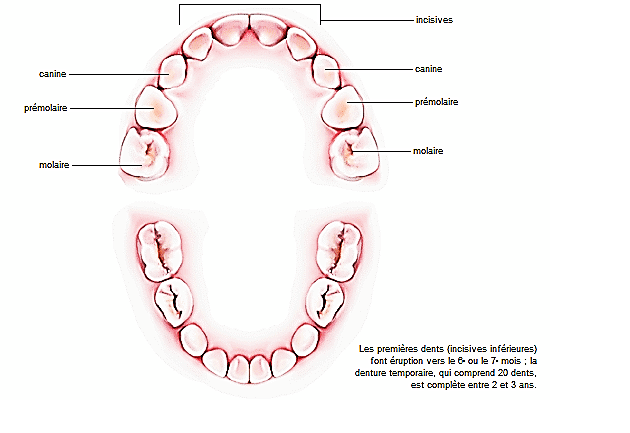 incisives
canine
canine
prémolaire
prémolaire
molaire
molaire
Les premières dents (incisives inférieures)
font éruption vers le 6e ou le 7e mois ; la
denture temporaire, qui comprend 20 dents,
est complète entre 2 et 3 ans.